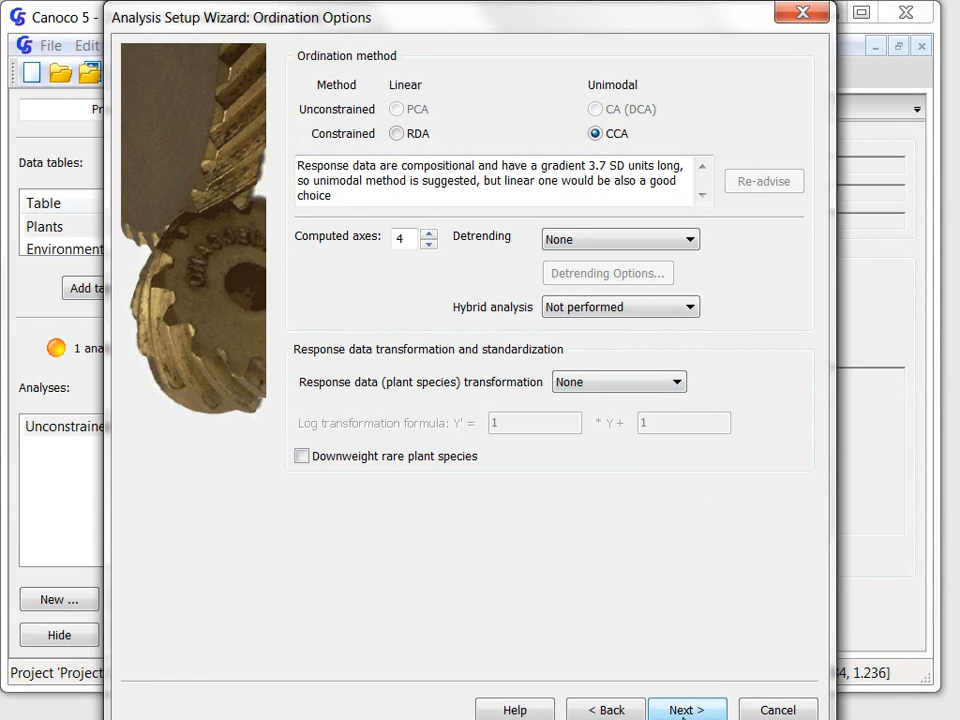 Canoco 5 -
Analysis Setup Wizard: Ordination Options
File Edit
Pr
Data tables:
Table
Plants
Environment
Add ta
1 ana
Analyses:
Unconstraine
New ...
Hide
Project 'Project
Ordination method
Method Linear Unimodal
Unconstrained PCA CA (DCA)
Constrained RDA CCA
Response data are compositional and have a gradient 3.7 SD units long,
so unimodal method is suggested, but linear one would be also a good
choice
Re-advise
Computed axes: 4 Detrending None
Detrending Options...
Hybrid analysis Not performed
Response data transformation and standardization
Response data (plant species) transformation None
Log transformation formula: Y' = 1 * Y + 1
Downweight rare plant species
Help < Back Next > Cancel
, 1.236]